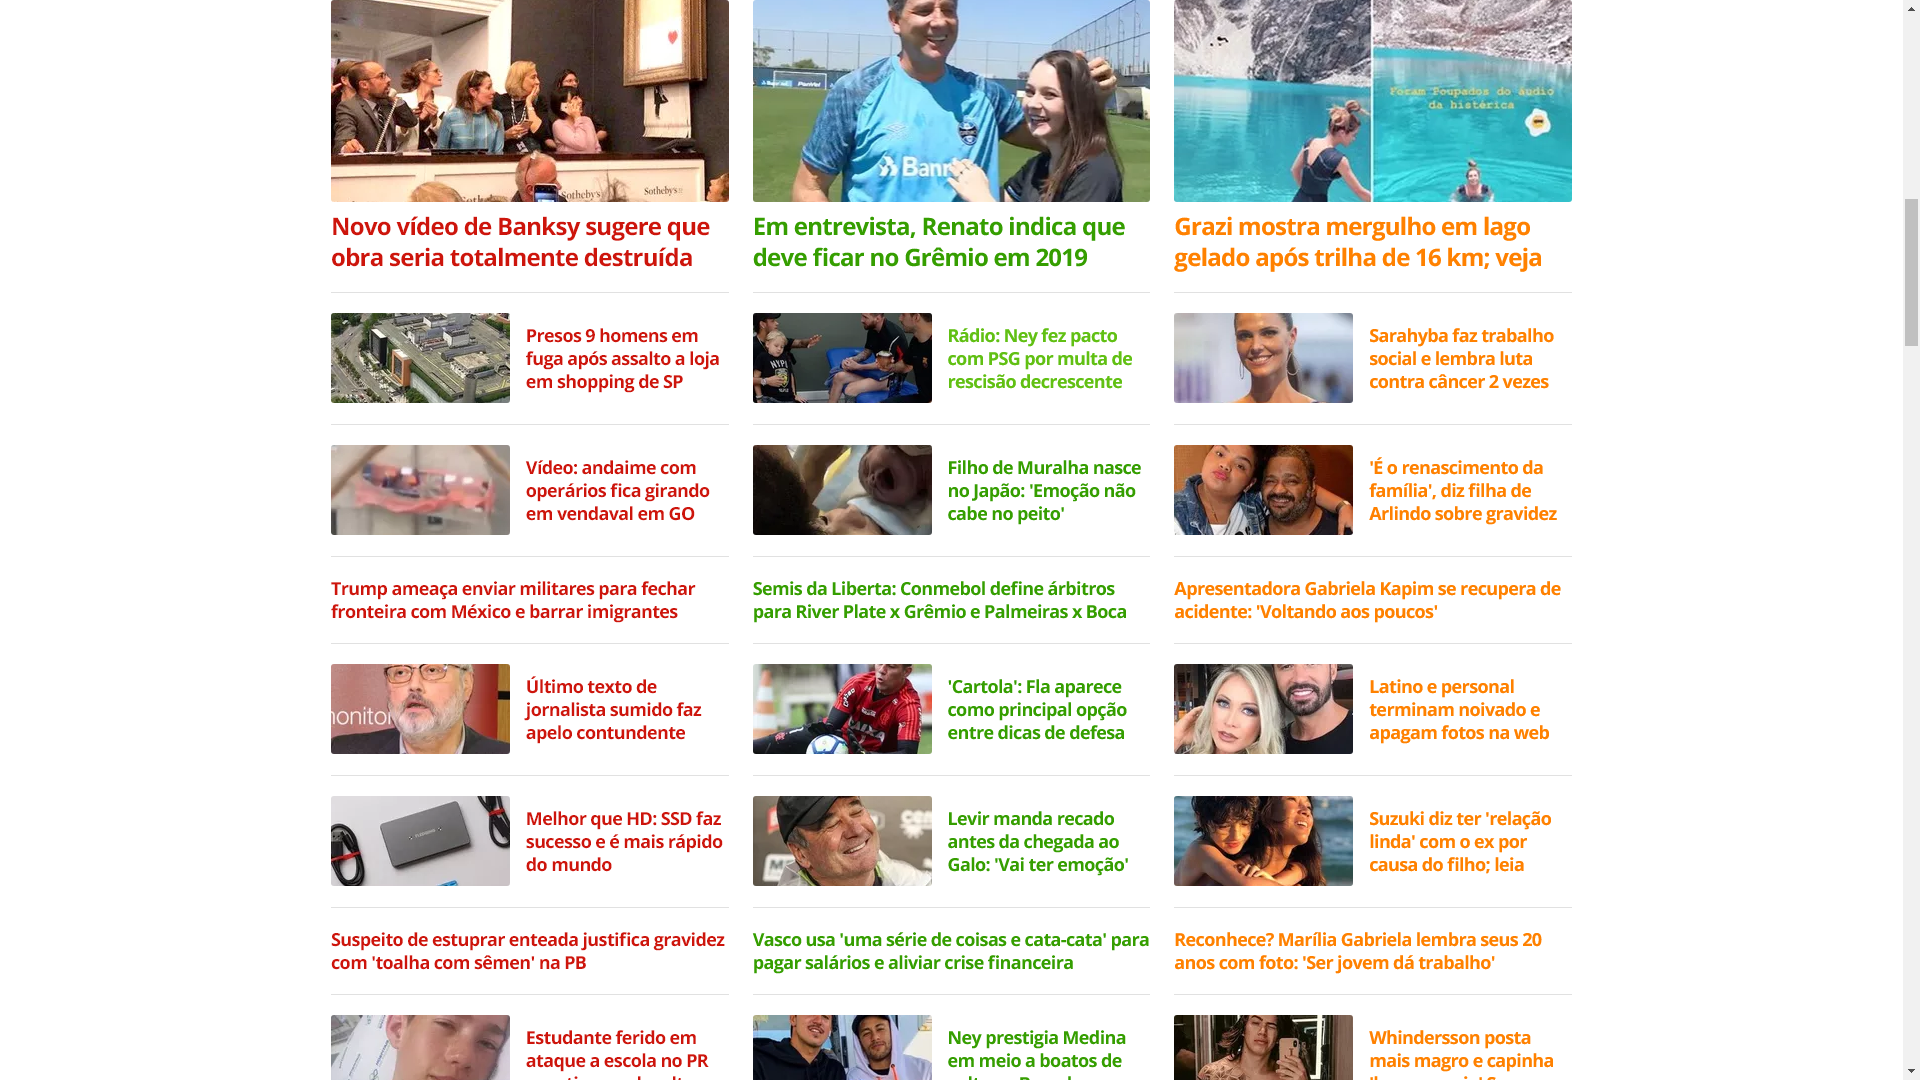 Sotheby's
Sotheby's
Banr
Foram Poupados do áudio
da histérica
Novo vídeo de Banksy sugere que
obra seria totalmente destruída
Em entrevista, Renato indica que
deve ficar no Grêmio em 2019
Grazi mostra mergulho em lago
gelado após trilha de 16 km; veja
Presos 9 homens em
fuga após assalto a loja
em shopping de SP
Rádio: Ney fez pacto
com PSG por multa de
rescisão decrescente
Sarahyba faz trabalho
social e lembra luta
contra câncer 2 vezes
Vídeo: andaime com
operários fica girando
em vendaval em GO
Filho de Muralha nasce
no Japão: 'Emoção não
cabe no peito'
'É o renascimento da
família', diz filha de
Arlindo sobre gravidez
Trump ameaça enviar militares para fechar
fronteira com México e barrar imigrantes
Semis da Liberta: Conmebol define árbitros
para River Plate x Grêmio e Palmeiras x Boca
Apresentadora Gabriela Kapim se recupera de
acidente: 'Voltando aos poucos'
onitor
Último texto de
jornalista sumido faz
apelo contundente
'Cartola': Fla aparece
como principal opção
entre dicas de defesa
Latino e personal
terminam noivado e
apagam fotos na web
Melhor que HD: SSD faz
sucesso e é mais rápido
do mundo
Levir manda recado
antes da chegada ao
Galo: 'Vai ter emoção'
Suzuki diz ter 'relação
linda' com o ex por
causa do filho; leia
Suspeito de estuprar enteada justifica gravidez
com 'toalha com sêmen' na PB
Vasco usa 'uma série de coisas e cata-cata' para
pagar salários e aliviar crise financeira
Reconhece? Marília Gabriela lembra seus 20
anos com foto: 'Ser jovem dá trabalho'
Estudante ferido em
ataque a escola no PR
Ney prestigia Medina
em meio a boatos de
Whindersson posta
mais magro e capinha